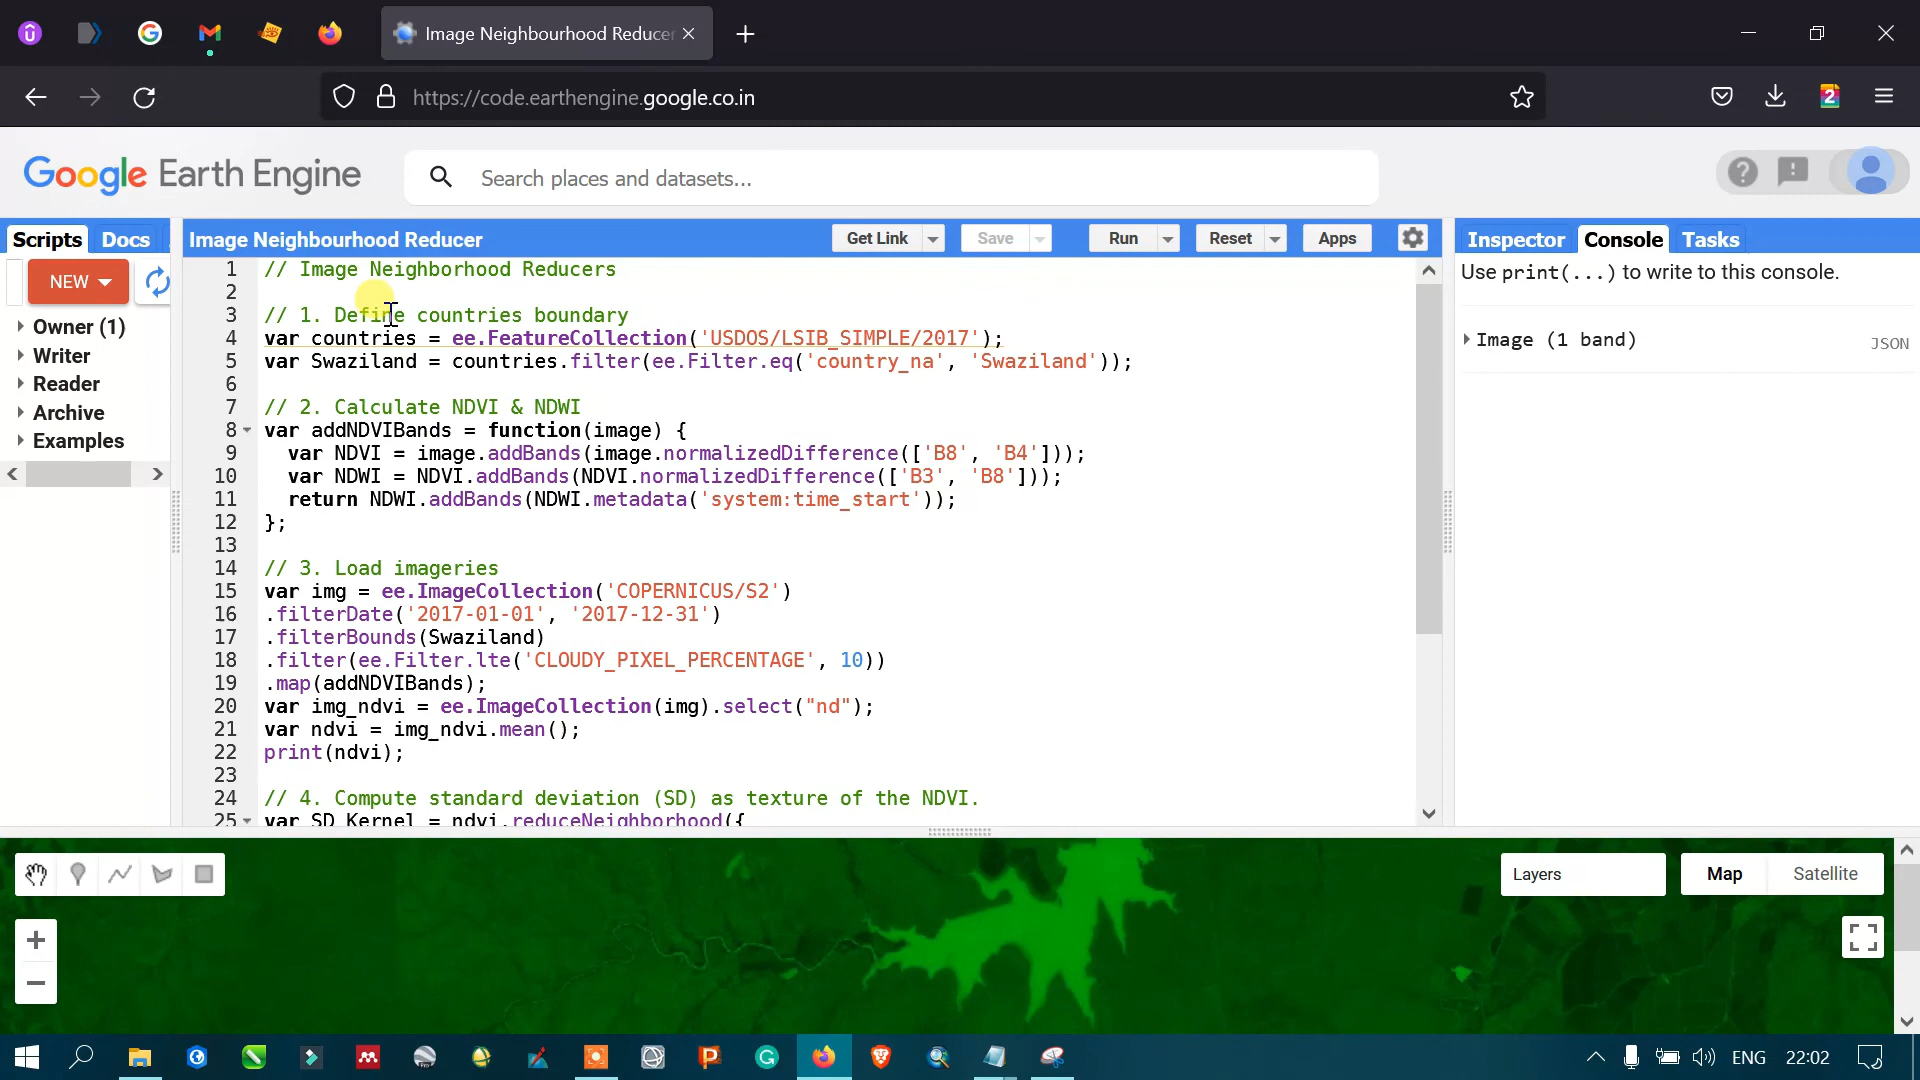 Image Neighbourhood Reducer
https://code.earthengine.google.co.in
2
Google Earth Engine
Search places and datasets...
Scripts Docs
Image Neighbourhood Reducer
Get Link Save Run Reset Apps
Inspector Console Tasks
NEW
Owner (1)
Writer
Reader
Archive
Examples
1 // Image Neighborhood Reducers
2
3 // 1. Define countries boundary
4 var countries = ee.FeatureCollection('USDOS/LSIB_SIMPLE/2017');
5 var Swaziland = countries.filter(ee.Filter.eq('country_na', 'Swaziland'));
6
7 // 2. Calculate NDVI & NDWI
8 var addNDVIBands = function(image) {
9 var NDVI = image.addBands(image.normalizedDifference(['B8', 'B4']));
10 var NDWI = NDVI.addBands(NDVI.normalizedDifference(['B3', 'B8']));
11 return NDWI.addBands(NDWI.metadata('system:time_start'));
12 };
13
14 // 3. Load imageries
15 var img = ee.ImageCollection('COPERNICUS/S2')
16 .filterDate('2017-01-01', '2017-12-31')
17 .filterBounds(Swaziland)
18 .filter(ee.Filter.lte('CLOUDY_PIXEL_PERCENTAGE', 10))
19 .map(addNDVIBands);
20 var img_ndvi = ee.ImageCollection(img).select("nd");
21 var ndvi = img_ndvi.mean();
22 print(ndvi);
23
24 // 4. Compute standard deviation (SD) as texture of the NDVI.
25 var SD_Kernel = ndvi.reduceNeighborhood({
Use print(...) to write to this console.
Image (1 band) JSON
Layers
Map Satellite
ENG 22:02